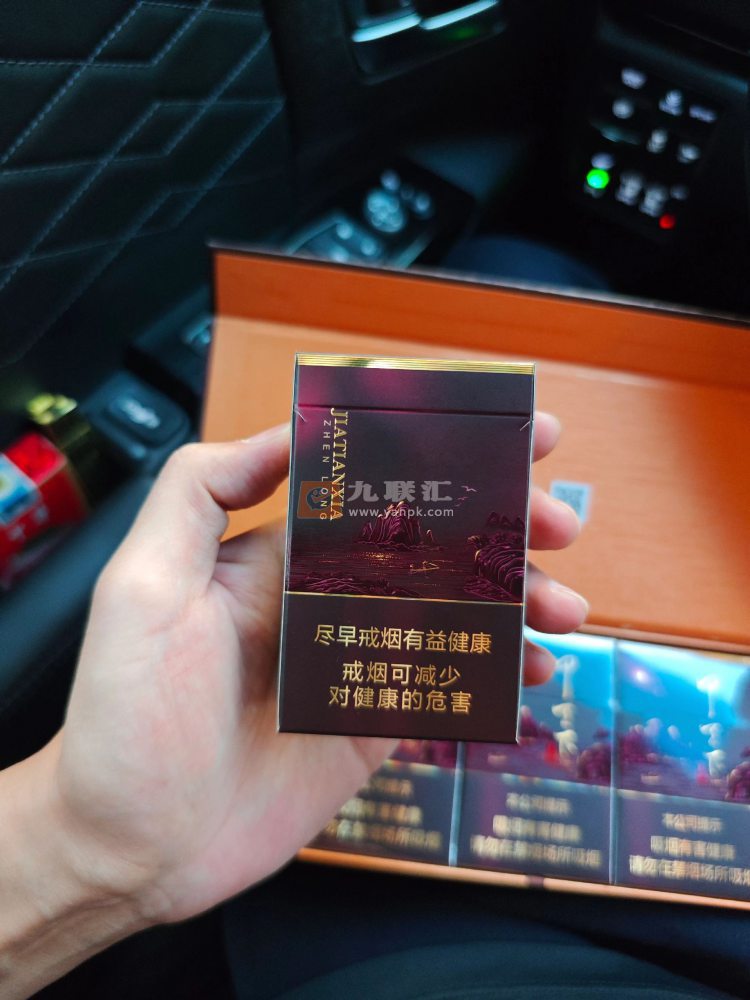 JIATIANXIA
ZHEN LONG
九联汇
www.yanpk.com
尽早戒烟有益健康
戒烟可减少
对健康的危害
本公司提示
吸烟有害健康
请勿在禁烟场所吸烟
本公司提示
吸烟有害健康
请勿在禁烟场所吸烟